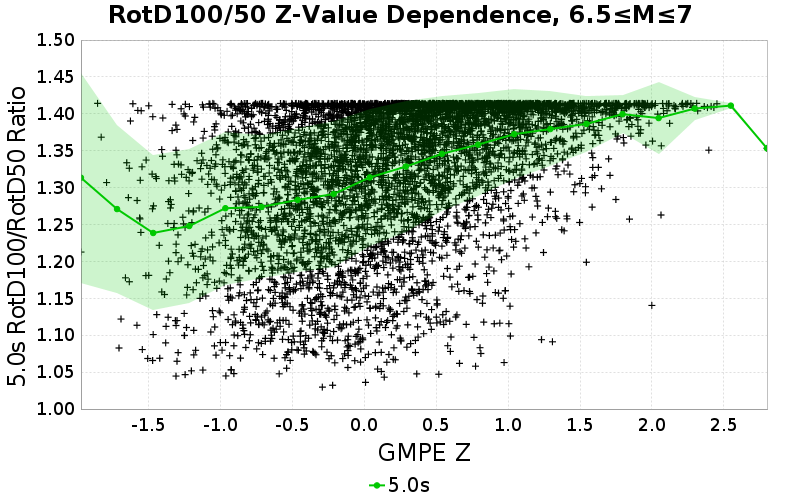 RotD100/50 Z-Value Dependence, 6.5≤M≤7
5.0s RotD100/RotD50 Ratio
1.50
1.45
1.40
1.35
1.30
1.25
1.20
1.15
1.10
1.05
1.00
-1.5 -1.0 -0.5 0.0 0.5 1.0 1.5 2.0 2.5
GMPE Z
5.0s